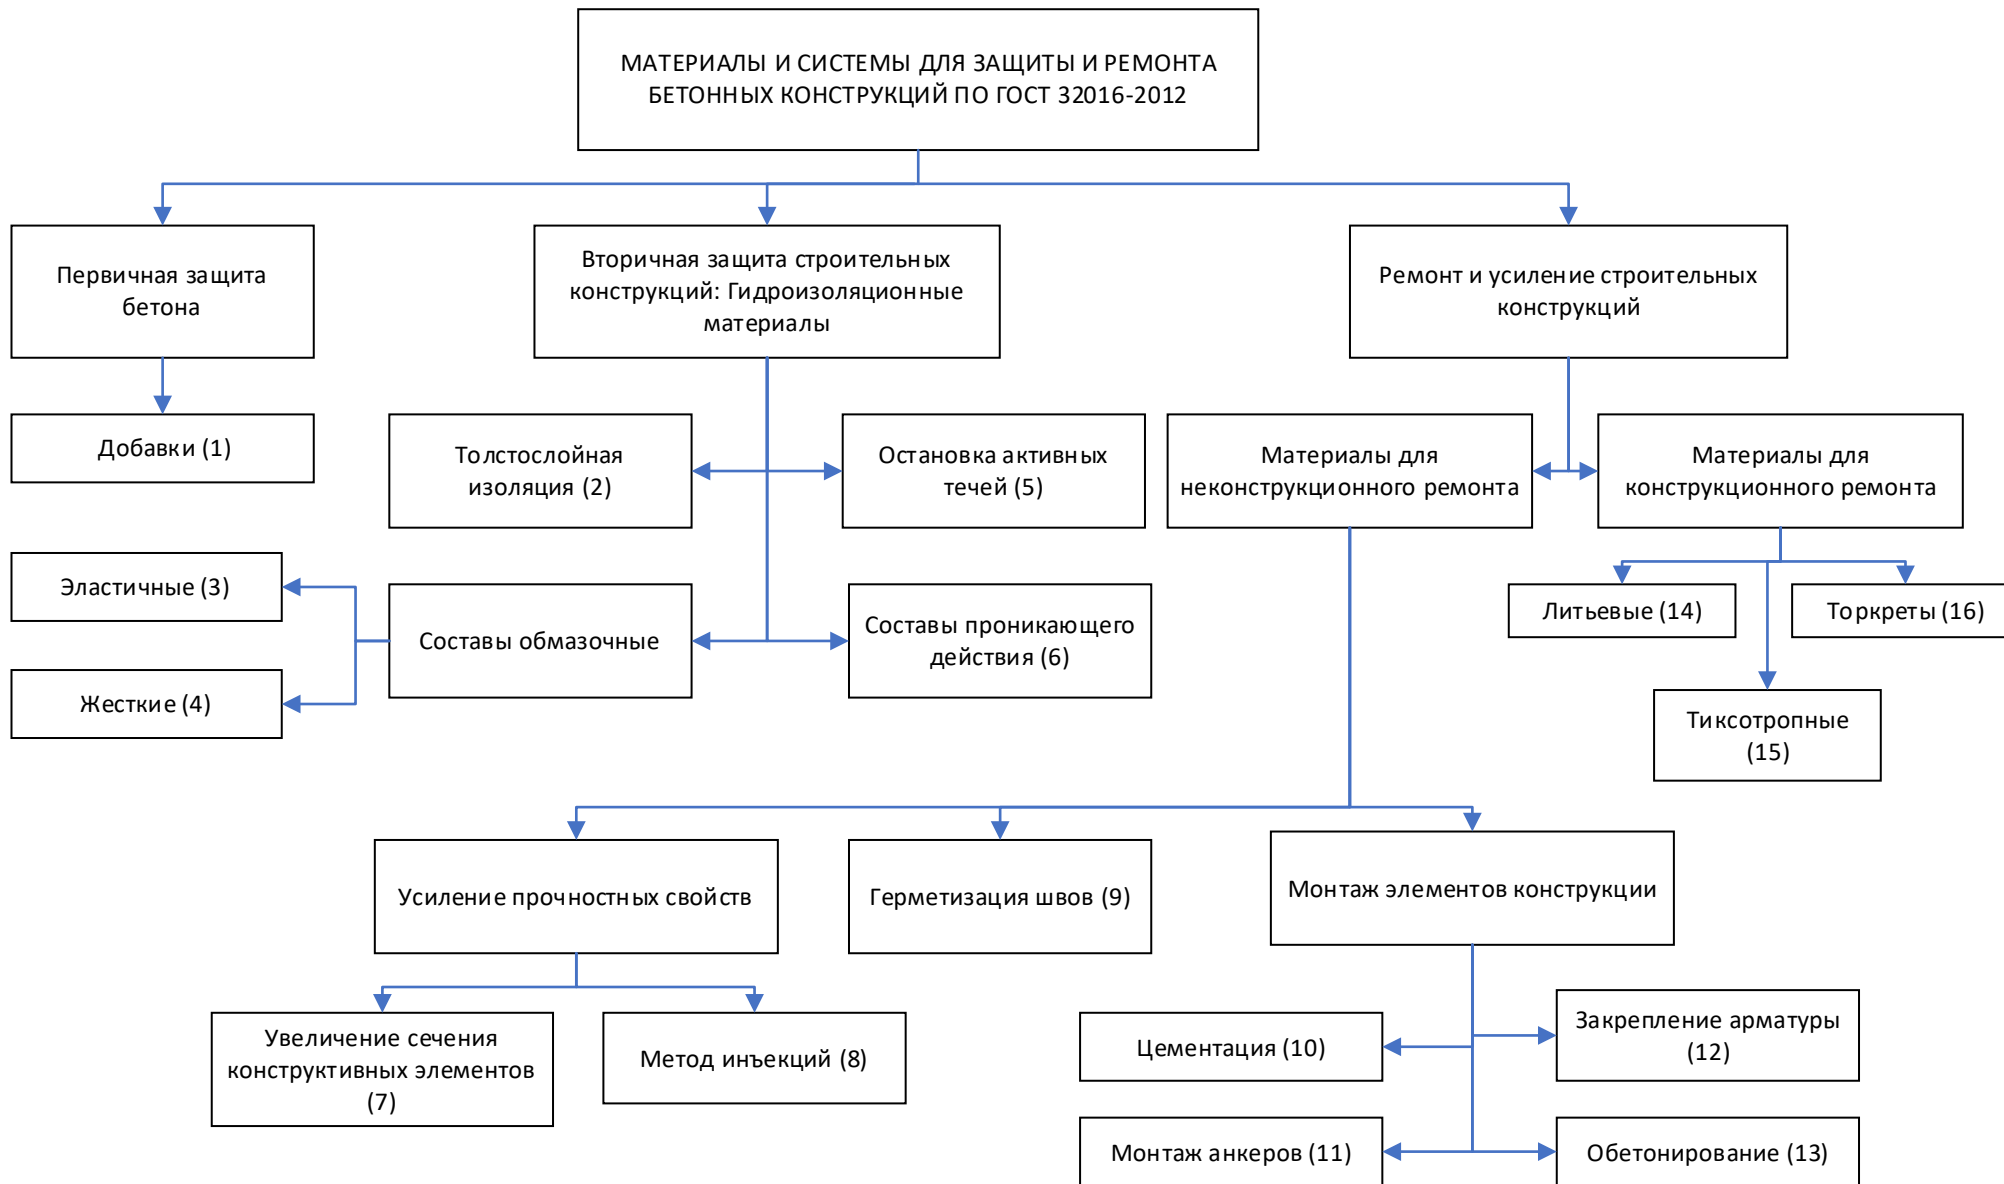 МАТЕРИАЛЫ И СИСТЕМЫ ДЛЯ ЗАЩИТЫ И РЕМОНТА
БЕТОННЫХ КОНСТРУКЦИЙ ПО ГОСТ 32016-2012
Первичная защита
бетона
Вторичная защита строительных
конструкций: Гидроизоляционные
материалы
Ремонт и усиление строительных
конструкций
Добавки (1)
Толстослойная
изоляция (2)
Остановка активных
течей (5)
Материалы для
неконструкционного ремонта
Материалы для
конструкционного ремонта
Эластичные (3)
Жесткие (4)
Составы обмазочные
Составы проникающего
действия (6)
Литьевые (14)
Торкреты (16)
Тиксотропные
(15)
Усиление прочностных свойств
Герметизация швов (9)
Монтаж элементов конструкции
Увеличение сечения
конструктивных элементов
(7)
Метод инъекций (8)
Цементация (10)
Закрепление арматуры
(12)
Монтаж анкеров (11)
Обетонирование (13)